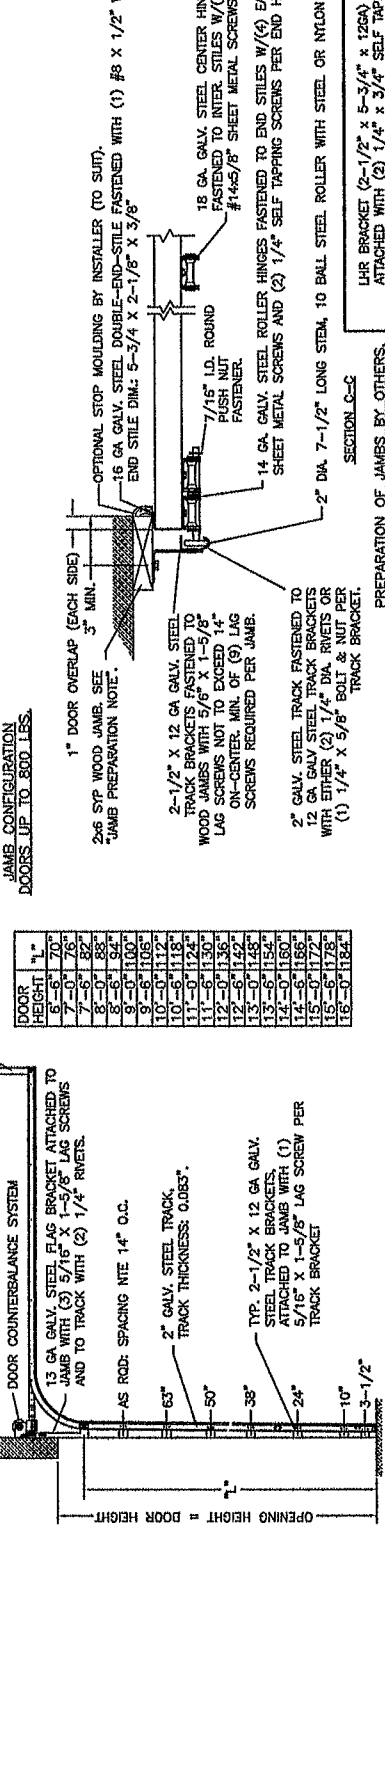 DOOR COUNTERBALANCE SYSTEM
13 GA GALV. STEEL FLAG BRACKET ATTACHED TO
JAMB WITH (3) 5/16" X 1-5/8" LAG SCREWS
AND TO TRACK WITH (2) 1/4" RIVETS.
AS RQD: SPACING NTE 14" O.C.
2" GALV. STEEL TRACK,
TRACK THICKNESS: 0.083".
63"
50"
38"
24"
10"
3-1/2"
TYP. 2-1/2" X 12 GA GALV.
STEEL TRACK BRACKETS,
ATTACHED TO JAMB WITH (1)
5/16" X 1-5/8" LAG SCREW PER
TRACK BRACKET
"L"
OPENING HEIGHT = DOOR HEIGHT
DOOR HEIGHT "L"
6'-6" 70"
7'-0" 76"
7'-6" 82"
8'-0" 88"
8'-6" 94"
9'-0" 100"
9'-6" 106"
10'-0" 112"
10'-6" 118"
11'-0" 124"
11'-6" 130"
12'-0" 136"
12'-6" 142"
13'-0" 148"
13'-6" 154"
14'-0" 160"
14'-6" 166"
15'-0" 172"
15'-6" 178"
16'-0" 184"
JAMB CONFIGURATION
DOORS UP TO 800 LBS.
1" DOOR OVERLAP (EACH SIDE)
3" MIN.
2x6 SYP WOOD JAMB. SEE
"JAMB PREPARATION NOTE".
OPTIONAL STOP MOULDING BY INSTALLER (TO SUIT).
16 GA GALV. STEEL DOUBLE-END-STILE FASTENED WITH (1) #8 X 1/2"
END STILE DIM.: 5-3/4 X 2-1/8" X 3/8"
2-1/2" X 12 GA GALV. STEEL
TRACK BRACKETS FASTENED TO
WOOD JAMBS WITH 5/6" X 1-5/8"
LAG SCREWS NOT TO EXCEED 14"
ON-CENTER. MIN. OF (9) LAG
SCREWS REQUIRED PER JAMB.
7/16" I.D. ROUND
PUSH NUT
FASTENER.
18 GA. GALV. STEEL CENTER
FASTENED TO INTER. STILES
#14x5/8" SHEET METAL SCREWS
14 GA. GALV. STEEL ROLLER HINGES FASTENED TO END STILES W/(4)
SHEET METAL SCREWS AND (2) 1/4" SELF TAPPING SCREWS PER END
2" DIA. 7-1/2" LONG STEM, 10 BALL STEEL ROLLER WITH STEEL OR NYLON
2" GALV. STEEL TRACK FASTENED TO
12 GA GALV STEEL TRACK BRACKETS
WITH EITHER (2) 1/4" DIA. RIVETS OR
(1) 1/4" X 5/8" BOLT & NUT PER
TRACK BRACKET.
SECTION C-C
LHR BRACKET (2-1/2" X 5-3/4" X 12GA)
ATTACHED WITH (2) 1/4" X 3/4" SELF
PREPARATION OF JAMBS BY OTHERS.